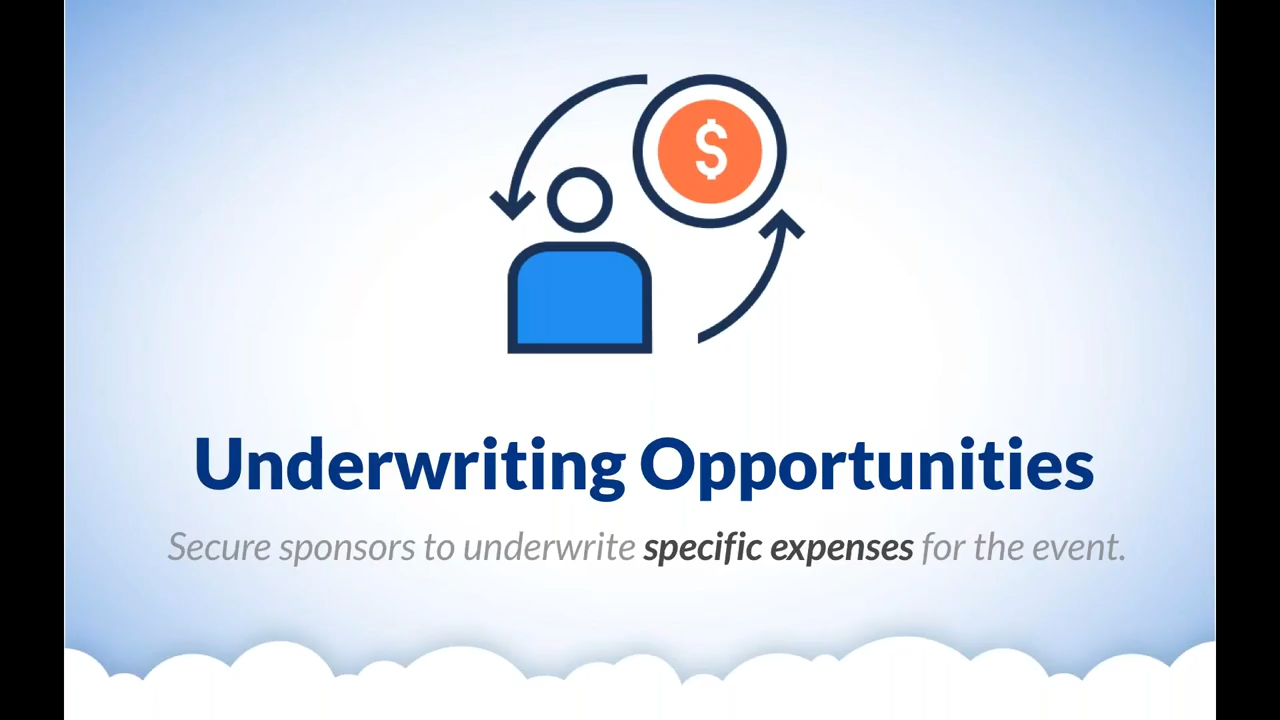 $
Underwriting Opportunities
Secure sponsors to underwrite specific expenses for the event.